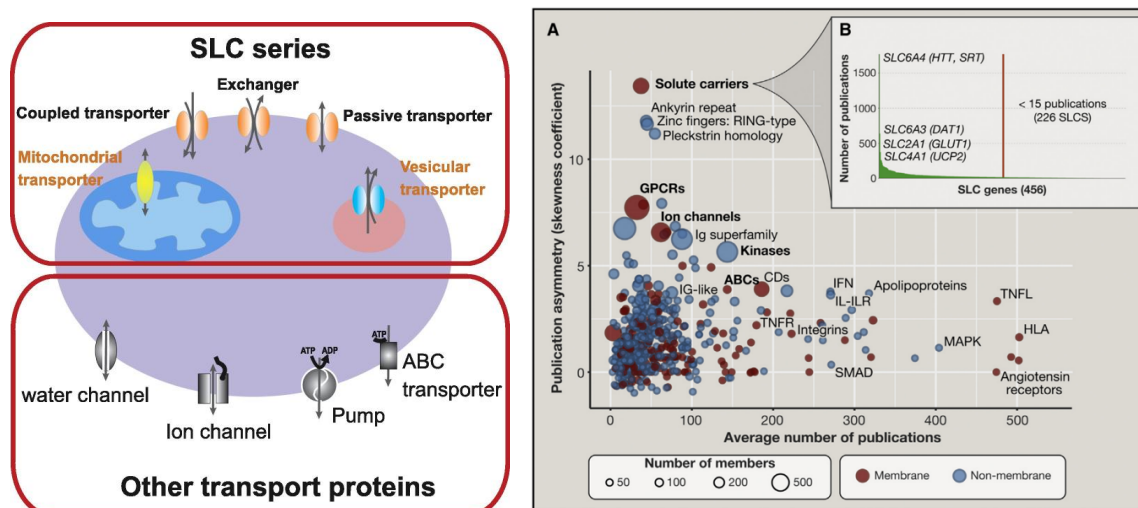 SLC series
Exchanger
Coupled transporter
Passive transporter
Mitochondrial
transporter
Vesicular
transporter
water channel
Ion channel
ATP
ADP
Pump
ATP
ABC
transporter
Other transport proteins
A
Publication asymmetry (skewness coefficient)
10
5
0
0
100
200
300
400
500
Average number of publications
Solute carriers
Ankyrin repeat
Zinc fingers: RING-type
Pleckstrin homology
GPCRs
Ion channels
Ig superfamily
Kinases
ABCs
CDs
IG-like
IFN
IL-ILR
Apolipoproteins
TNFL
TNFR
Integrins
HLA
MAPK
SMAD
Angiotensin
receptors
B
Number of publications
1500
1000
500
0
SLC6A4 (HTT, SRT)
< 15 publications
(226 SLCS)
SLC6A3 (DAT1)
SLC2A1 (GLUT1)
SLC4A1 (UCP2)
SLC genes (456)
Number of members
50
100
200
500
Membrane
Non-membrane